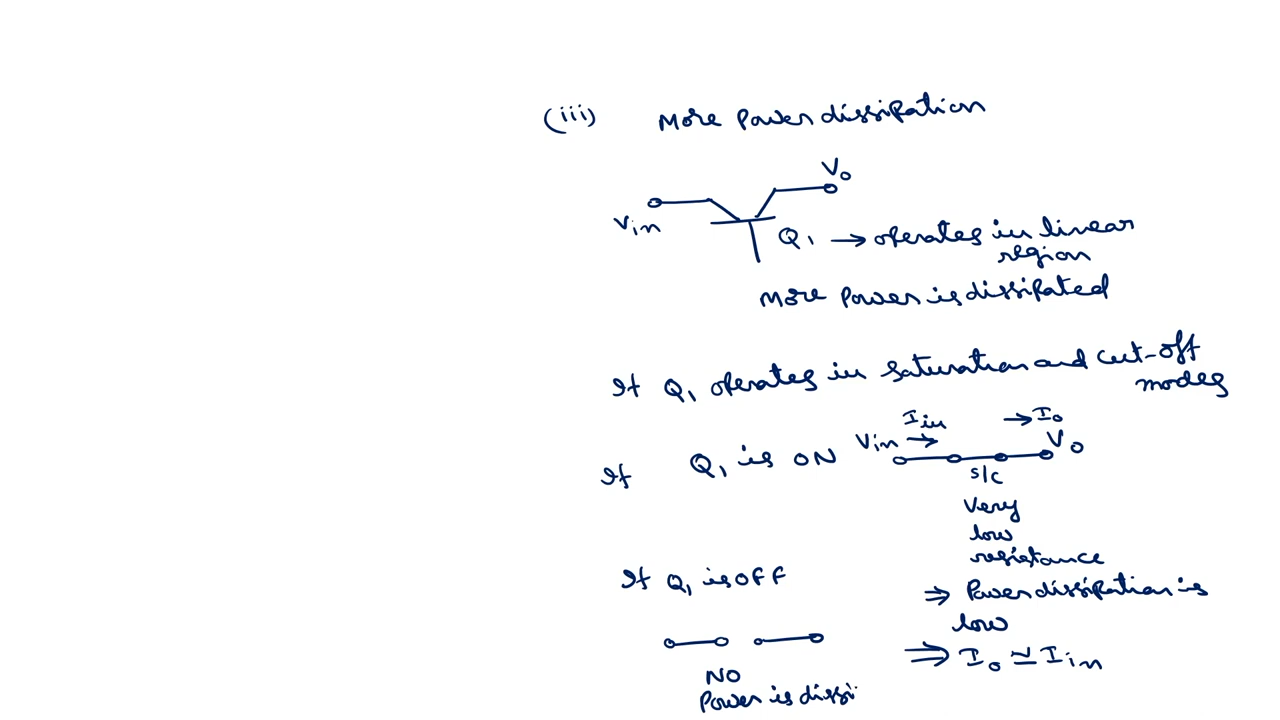 (iii) More Power dissipation
Vo
Vin
Q1 → operates in linear
region
More Power is dissipated
If Q1 operates in saturation and cut-off
modes
Iin → → Io
If Q1 is ON Vin Vo
s/c
Very
low
resistance
If Q1 is OFF
⇒ Power dissipation is
low
⇒ Io ≃ Iin
NO
Power is dissi